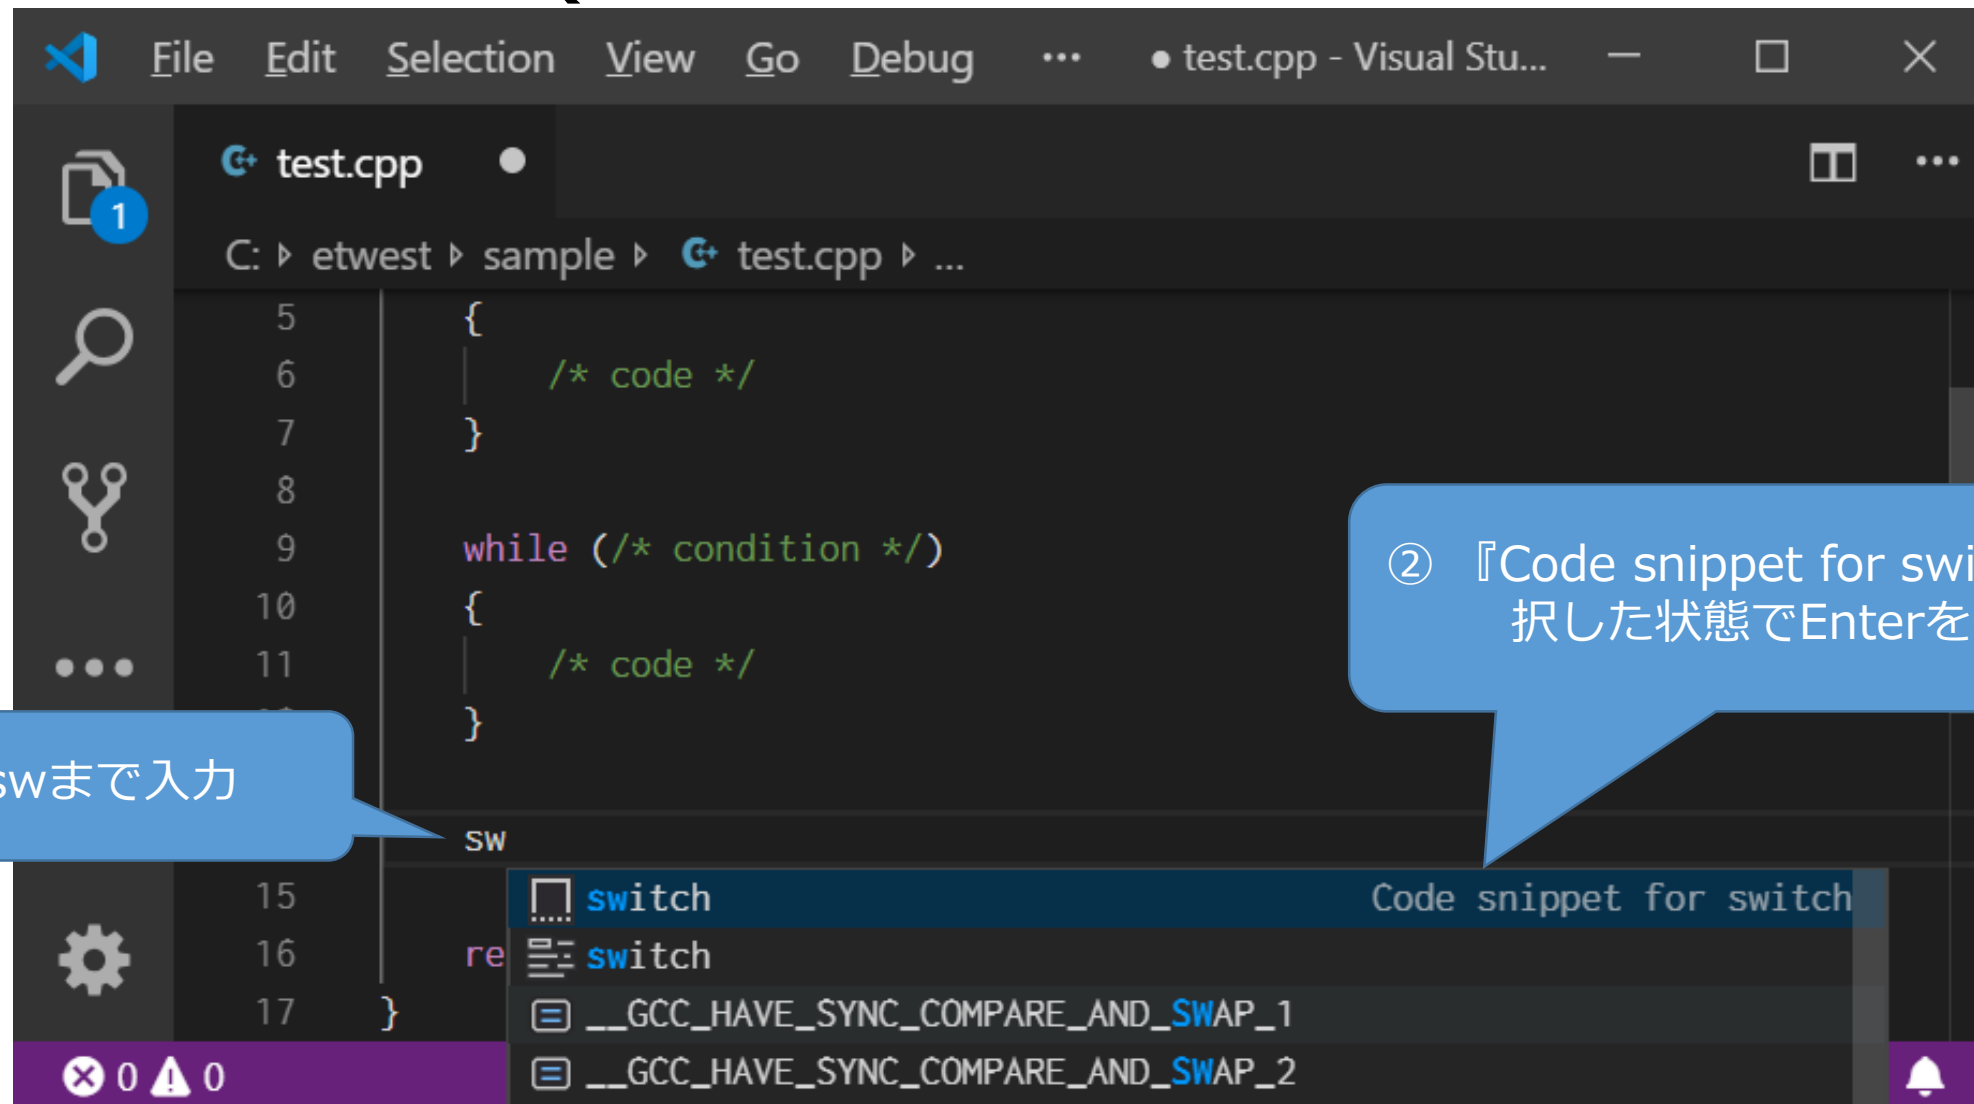 File Edit Selection View Go Debug ••• ● test.cpp - Visual Stu...
test.cpp ●
1
C: etwest sample test.cpp ...
5 {
6 /* code */
7 }
8
9 while (/* condition */)
10 {
11 /* code */
}
② 『Code snippet for swi
択した状態でEnterを
swまで入力
sw
15
switch Code snippet for switch
16 re
switch
17 }
__GCC_HAVE_SYNC_COMPARE_AND_SWAP_1
__GCC_HAVE_SYNC_COMPARE_AND_SWAP_2
0 0